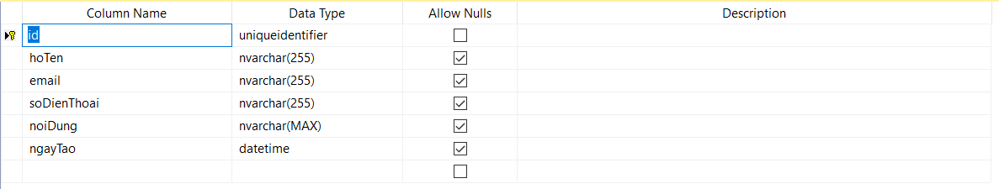 Column Name Data Type Allow Nulls Description
id uniqueidentifier
hoTen nvarchar(255)
email nvarchar(255)
soDienThoai nvarchar(255)
noiDung nvarchar(MAX)
ngayTao datetime